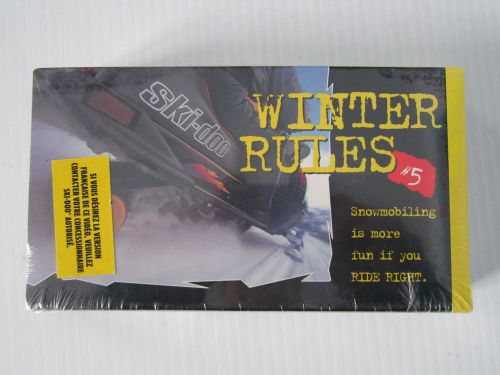 ski-doo
WINTER
RULES
#5
Snowmobiling
is more
fun if you
RIDE RIGHT.
SI VOUS DÉSIREZ LA VERSION
FRANÇAISE DE CE VIDÉO, VEUILLEZ
CONTACTER VOTRE CONCESSIONNAIRE
SKI-DOO® AUTORISÉ.